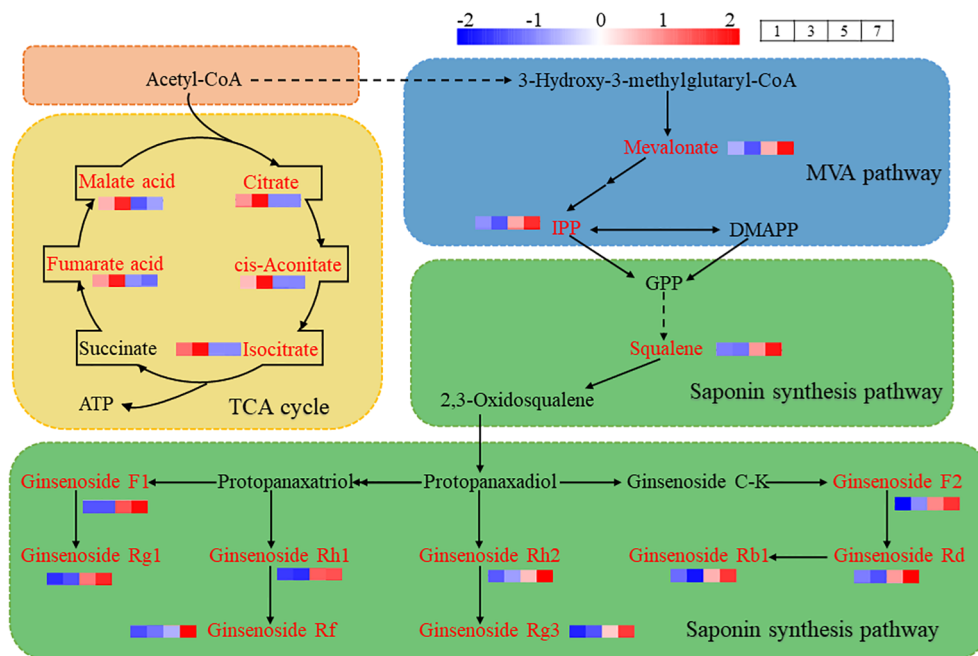 -2 -1 0 1 2
1 3 5 7
Acetyl-CoA
3-Hydroxy-3-methylglutaryl-CoA
Mevalonate
MVA pathway
IPP
DMAPP
Malate acid
Citrate
Fumarate acid
cis-Aconitate
Succinate
Isocitrate
ATP
TCA cycle
GPP
Squalene
Saponin synthesis pathway
2,3-Oxidosqualene
Ginsenoside F1
Protopanaxatriol
Protopanaxadiol
Ginsenoside C-K
Ginsenoside F2
Ginsenoside Rg1
Ginsenoside Rh1
Ginsenoside Rh2
Ginsenoside Rb1
Ginsenoside Rd
Ginsenoside Rf
Ginsenoside Rg3
Saponin synthesis pathway